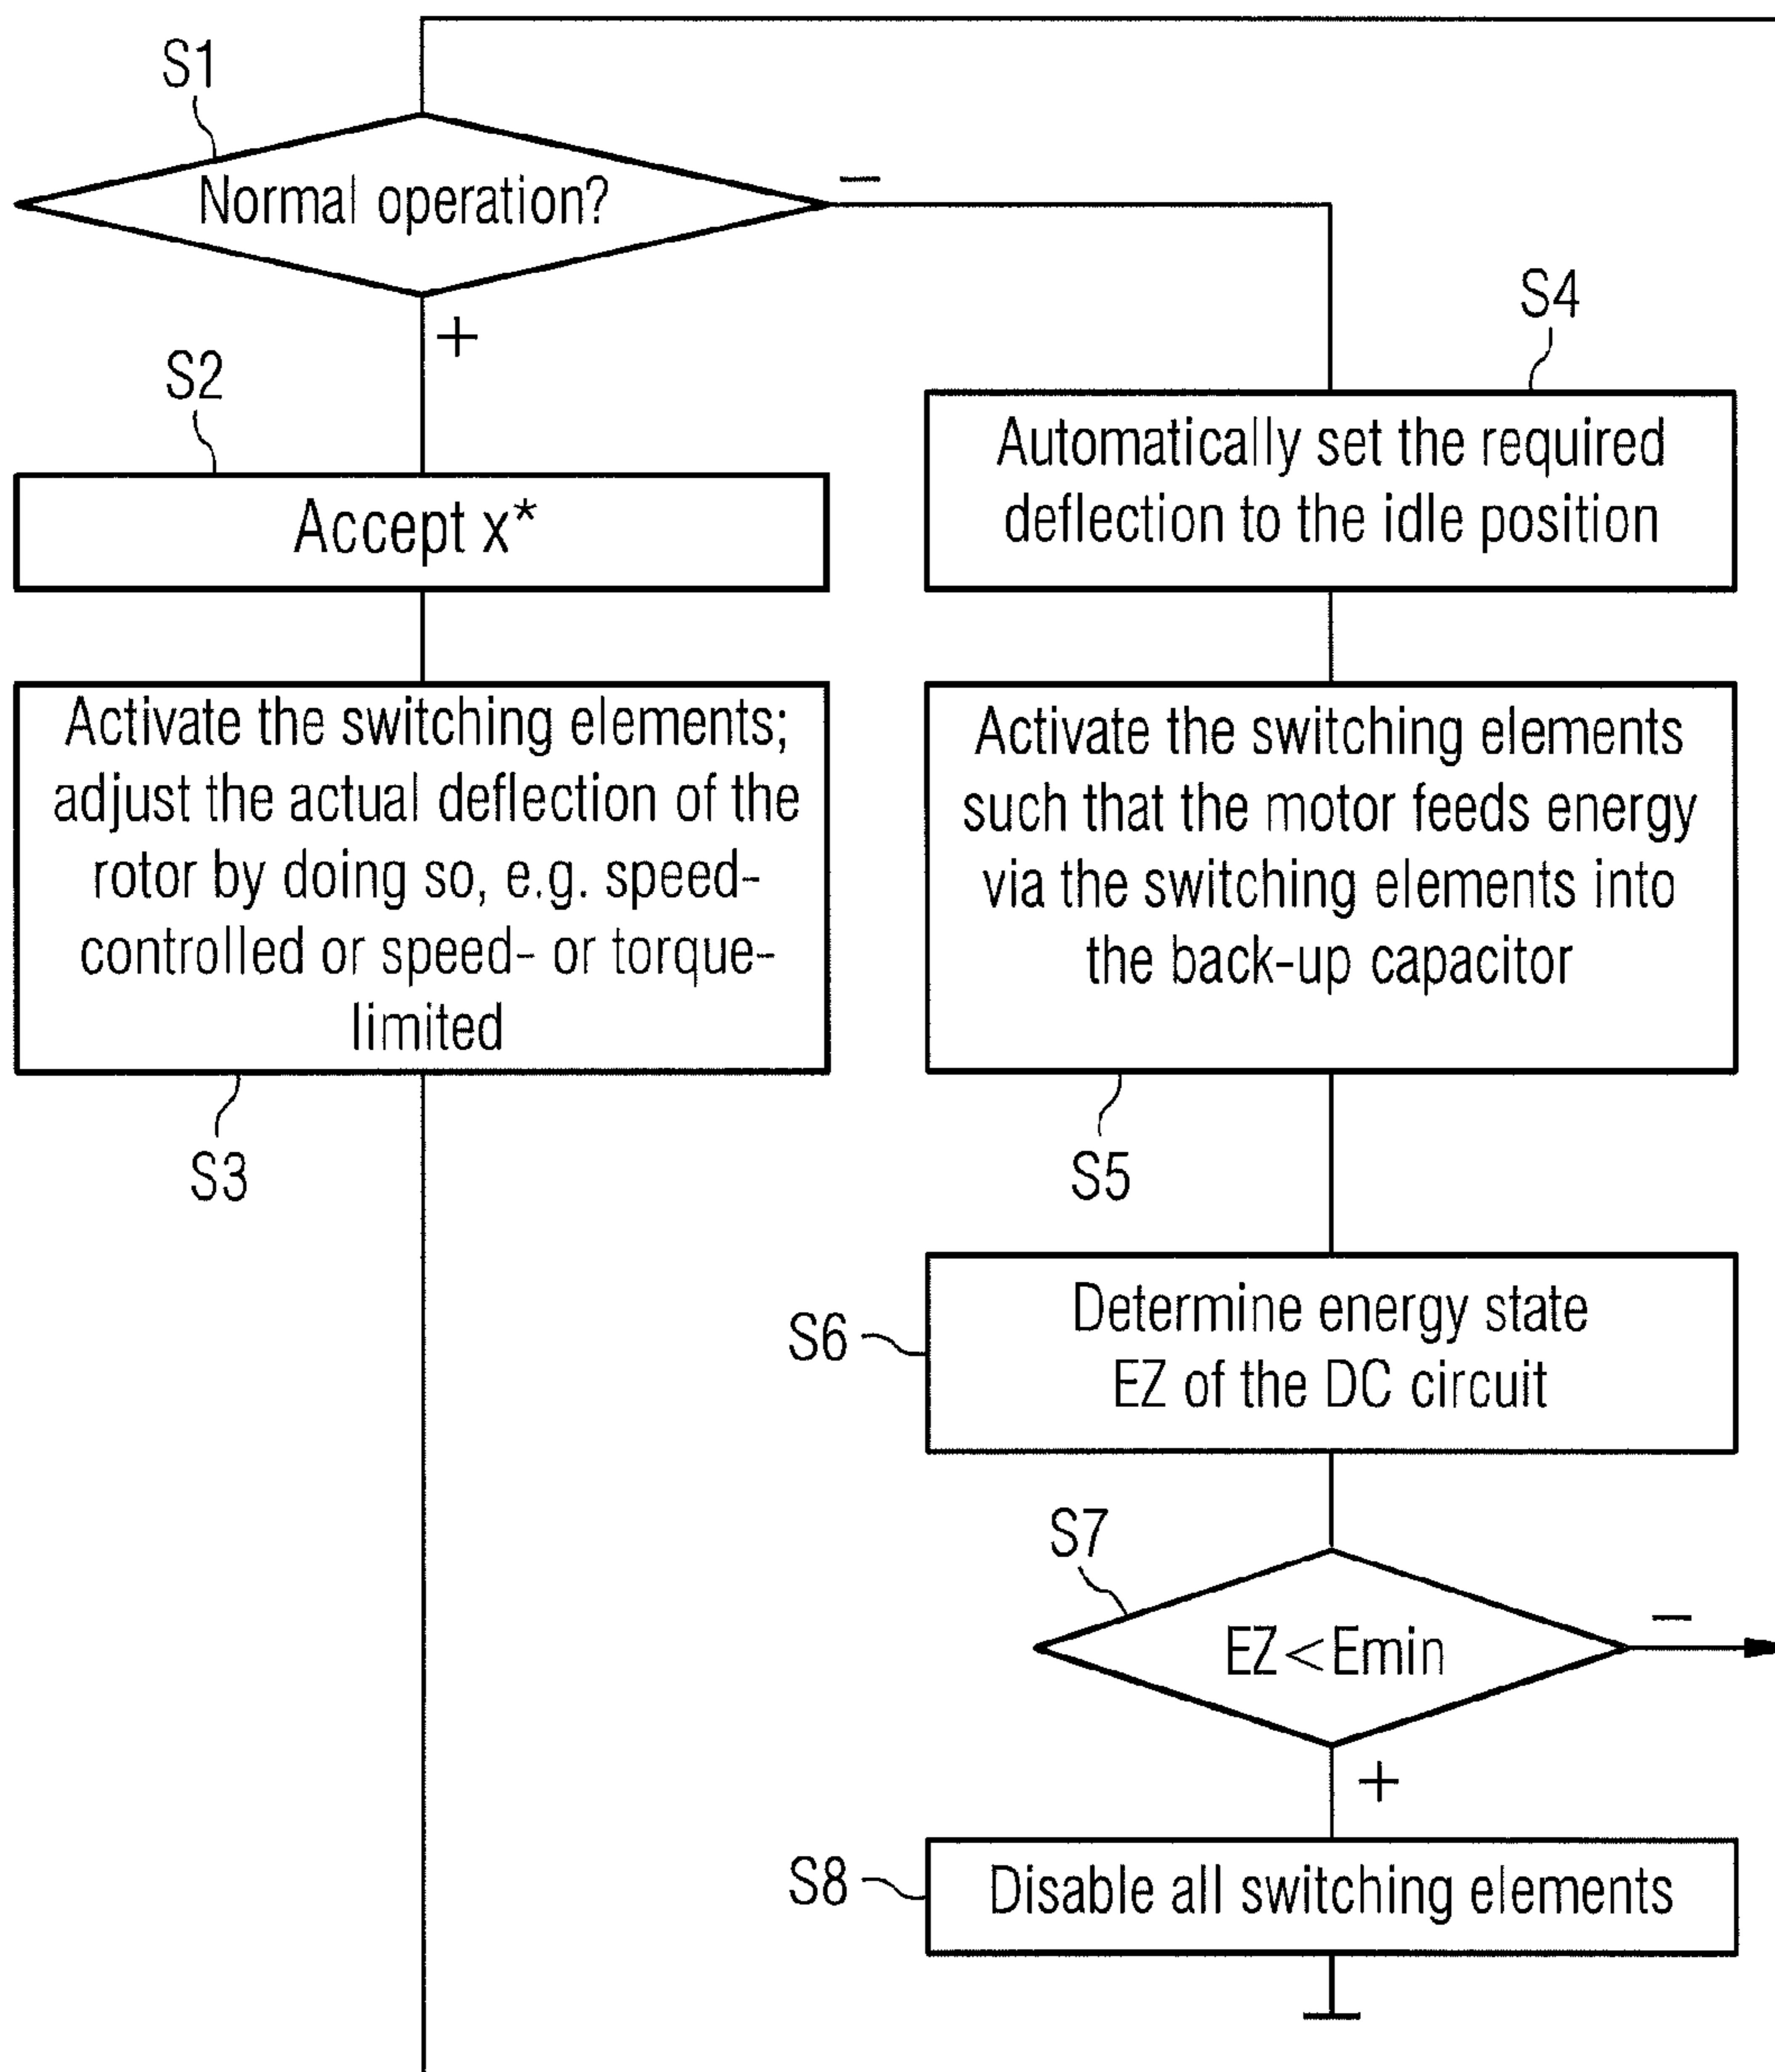 S1
Normal operation?
−
+
S2
Accept x*
S4
Automatically set the required
deflection to the idle position
Activate the switching elements;
adjust the actual deflection of the
rotor by doing so, e.g. speed-
controlled or speed- or torque-
limited
S3
Activate the switching elements
such that the motor feeds energy
via the switching elements into
the back-up capacitor
S5
S6
Determine energy state
EZ of the DC circuit
S7
EZ<Emin
−
+
S8
Disable all switching elements